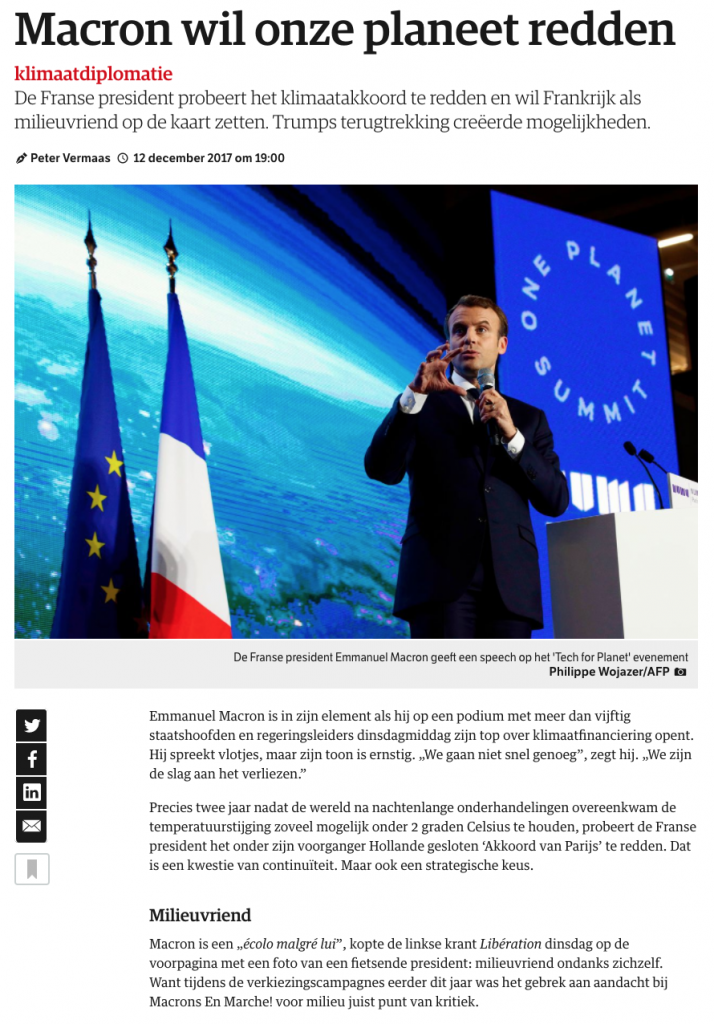 Macron wil onze planeet redden
klimaatdiplomatie
De Franse president probeert het klimaatakkoord te redden en wil Frankrijk als
milieuvriend op de kaart zetten. Trumps terugtrekking creëerde mogelijkheden.
Peter Vermaas 12 december 2017 om 19:00
ONE PLANET SUMMIT
De Franse president Emmanuel Macron geeft een speech op het 'Tech for Planet' evenement
Philippe Wojazer/AFP
Emmanuel Macron is in zijn element als hij op een podium met meer dan vijftig
staatshoofden en regeringsleiders dinsdagmiddag zijn top over klimaatfinanciering opent.
Hij spreekt vlotjes, maar zijn toon is ernstig. „We gaan niet snel genoeg”, zegt hij. „We zijn
de slag aan het verliezen.”
Precies twee jaar nadat de wereld na nachtenlange onderhandelingen overeenkwam de
temperatuurstijging zoveel mogelijk onder 2 graden Celsius te houden, probeert de Franse
president het onder zijn voorganger Hollande gesloten ‘Akkoord van Parijs’ te redden. Dat
is een kwestie van continuïteit. Maar ook een strategische keus.
Milieuvriend
Macron is een „écolo malgré lui”, kopte de linkse krant Libération dinsdag op de
voorpagina met een foto van een fietsende president: milieuvriend ondanks zichzelf.
Want tijdens de verkiezingscampagnes eerder dit jaar was het gebrek aan aandacht bij
Macrons En Marche! voor milieu juist punt van kritiek.